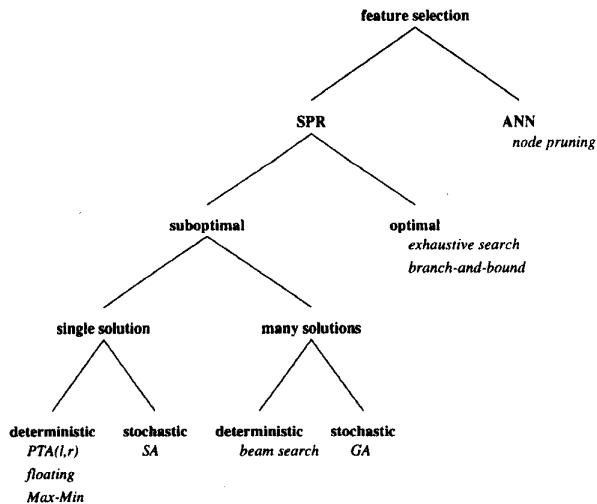 feature selection
SPR
ANN
node pruning
suboptimal
optimal
exhaustive search
branch-and-bound
single solution
many solutions
deterministic
PTA(l,r)
floating
Max-Min
stochastic
SA
deterministic
beam search
stochastic
GA